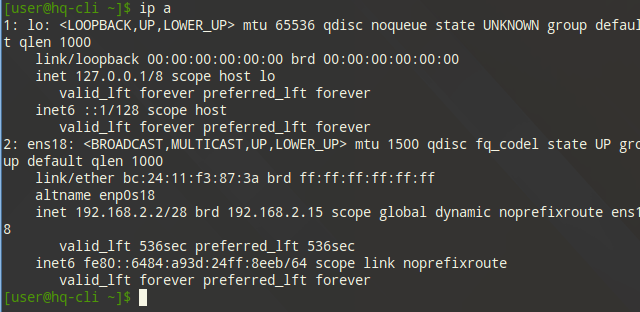 [user@hq-cli ~]$ ip a
1: lo: <LOOPBACK,UP,LOWER_UP> mtu 65536 qdisc noqueue state UNKNOWN group defaul
t qlen 1000
    link/loopback 00:00:00:00:00:00 brd 00:00:00:00:00:00
    inet 127.0.0.1/8 scope host lo
       valid_lft forever preferred_lft forever
    inet6 ::1/128 scope host
       valid_lft forever preferred_lft forever
2: ens18: <BROADCAST,MULTICAST,UP,LOWER_UP> mtu 1500 qdisc fq_codel state UP gro
up default qlen 1000
    link/ether bc:24:11:f3:87:3a brd ff:ff:ff:ff:ff:ff
    altname enp0s18
    inet 192.168.2.2/28 brd 192.168.2.15 scope global dynamic noprefixroute ens1
8
       valid_lft 536sec preferred_lft 536sec
    inet6 fe80::6484:a93d:24ff:8eeb/64 scope link noprefixroute
       valid_lft forever preferred_lft forever
[user@hq-cli ~]$